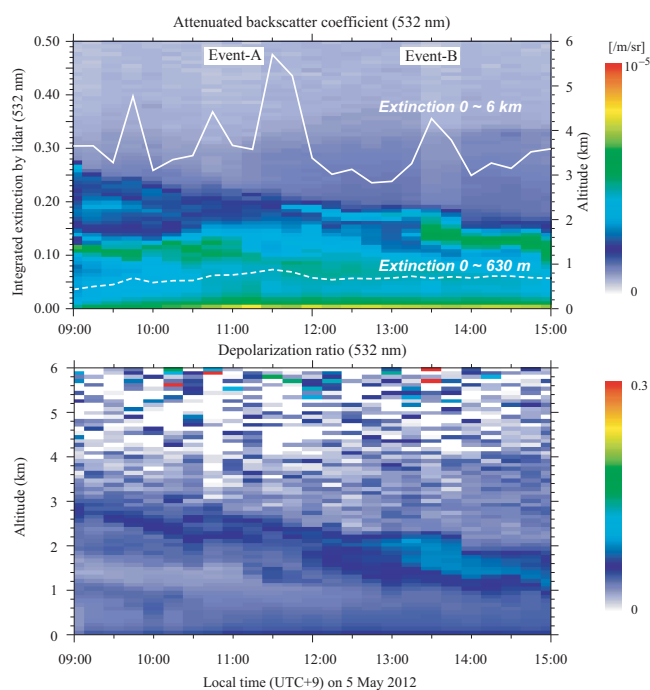 Attenuated backscatter coefficient (532 nm)
[/m/sr]
0.50
0.40
0.30
0.20
0.10
0.00
Integrated extinction by lidar (532 nm)
Event-A
Event-B
Extinction 0 ~ 6 km
Extinction 0 ~ 630 m
6
5
4
3
2
1
0
Altitude (km)
10⁻⁵
0
09:00 10:00 11:00 12:00 13:00 14:00 15:00
Depolarization ratio (532 nm)
6
5
4
3
2
1
0
Altitude (km)
0.3
0
09:00 10:00 11:00 12:00 13:00 14:00 15:00
Local time (UTC+9) on 5 May 2012